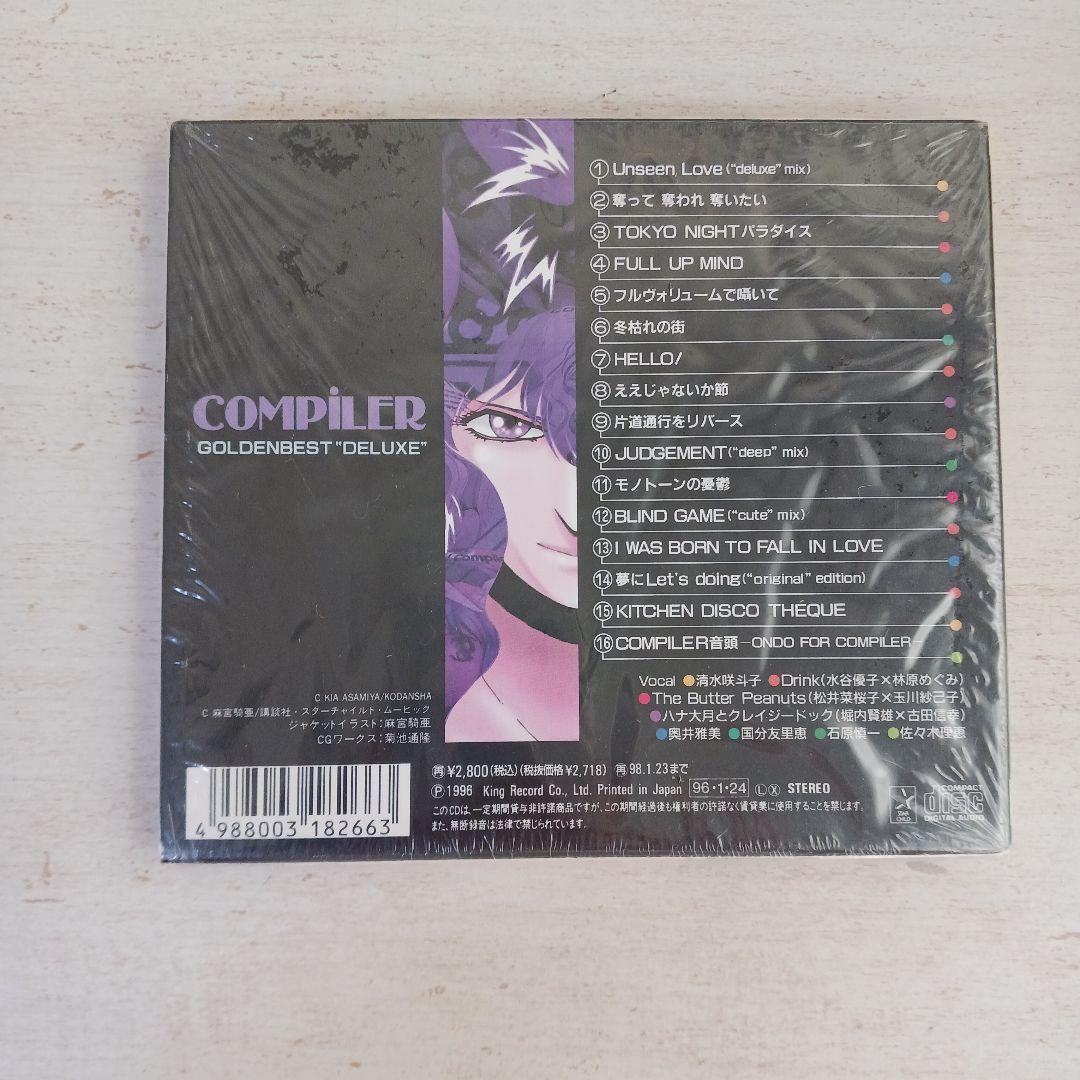 COMPiLER
GOLDENBEST "DELUXE"
① Unseen Love ("deluxe" mix)
② 奪って 奪われ 奪いたい
③ TOKYO NIGHTパラダイス
④ FULL UP MIND
⑤ フルヴォリュームで囁いて
⑥ 冬枯れの街
⑦ HELLO!
⑧ ええじゃないか節
⑨ 片道通行をリバース
⑩ JUDGEMENT ("deep" mix)
⑪ モノトーンの憂鬱
⑫ BLIND GAME ("cute" mix)
⑬ I WAS BORN TO FALL IN LOVE
⑭ 夢にLet's doing ("original" edition)
⑮ KITCHEN DISCO THÉQUE
⑯ COMPILER音頭—ONDO FOR COMPILER—
Vocal ●清水咲斗子 ●Drink(水谷優子×林原めぐみ)
●The Butter Peanuts(松井菜桜子×玉川紗己子)
●ハナ大月とクレイジードック(堀内賢雄×古田信幸)
●奥井雅美 ●国分友里恵 ●石原慎一 ●佐々木理恵
C KIA ASAMIYA/KODANSHA
C 麻宮騎亜/講談社・スターチャイルド・ムービック
ジャケットイラスト:麻宮騎亜
CGワークス:菊池通隆
compile
4 988003 182663
再 ¥2,800(税込)(税抜価格¥2,718) 再98.1.23まで
Ⓟ1996 King Record Co., Ltd. Printed in Japan 96・1・24 L X STEREO
このCDは、一定期間貸与非許諾商品ですが、この期間経過後も権利者の許諾なく賃貸業に使用することを禁じます。
また、無断録音は法律で禁じられています。
STAR CHILD
COMPACT disc DIGITAL AUDIO